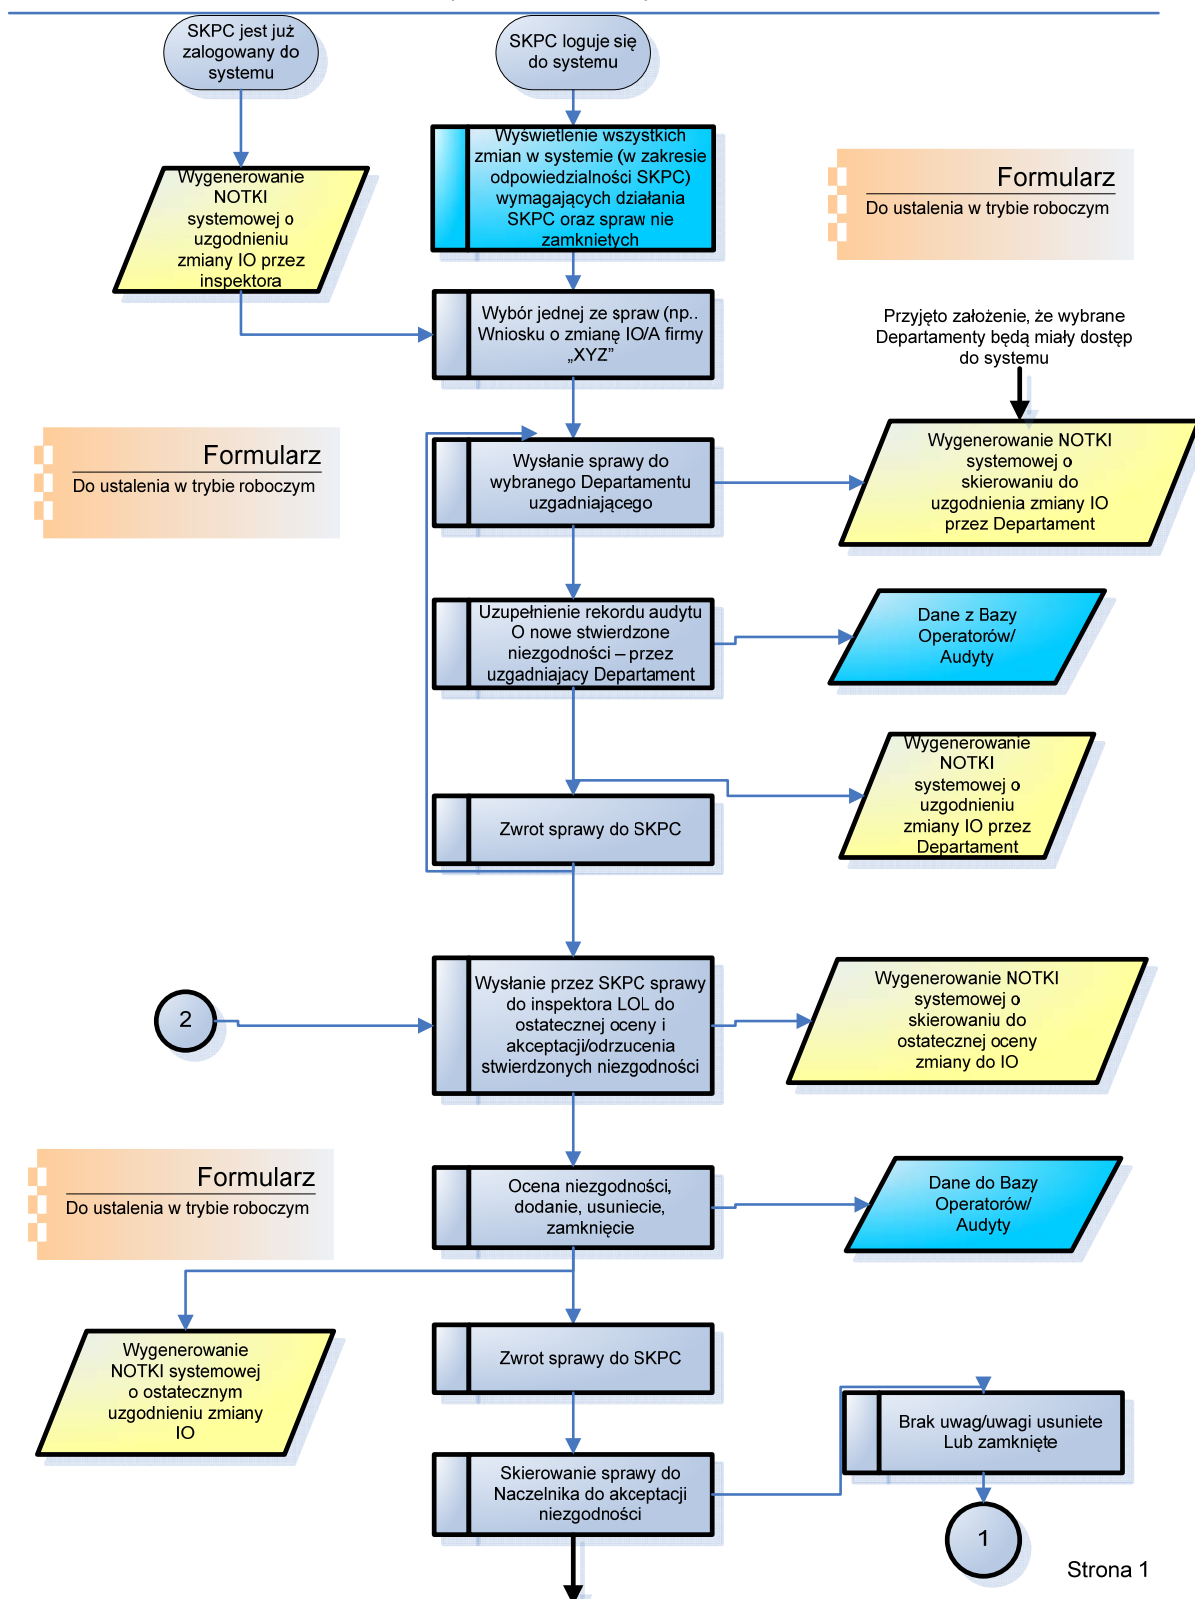 SKPC jest już
zalogowany do
systemu
SKPC loguje się
do systemu
Wyświetlenie wszystkich
zmian w systemie (w zakresie
odpowiedzialności SKPC)
wymagających działania
SKPC oraz spraw nie
zamknietych
Wygenerowanie
NOTKI
systemowej o
uzgodnieniu
zmiany IO przez
inspektora
Formularz
Do ustalenia w trybie roboczym
Wybór jednej ze spraw (np..
Wniosku o zmianę IO/A firmy
„XYZ”
Przyjęto założenie, że wybrane
Departamenty będą miały dostęp
do systemu
Formularz
Do ustalenia w trybie roboczym
Wysłanie sprawy do
wybranego Departamentu
uzgadniającego
Wygenerowanie NOTKI
systemowej o
skierowaniu do
uzgodnienia zmiany IO
przez Departament
Uzupełnienie rekordu audytu
O nowe stwierdzone
niezgodności – przez
uzgadniajacy Departament
Dane z Bazy
Operatorów/
Audyty
Wygenerowanie
NOTKI
systemowej o
uzgodnieniu
zmiany IO przez
Departament
Zwrot sprawy do SKPC
2
Wysłanie przez SKPC sprawy
do inspektora LOL do
ostatecznej oceny i
akceptacji/odrzucenia
stwierdzonych niezgodności
Wygenerowanie NOTKI
systemowej o
skierowaniu do
ostatecznej oceny
zmiany do IO
Formularz
Do ustalenia w trybie roboczym
Ocena niezgodności,
dodanie, usuniecie,
zamknięcie
Dane do Bazy
Operatorów/
Audyty
Wygenerowanie
NOTKI systemowej
o ostatecznym
uzgodnieniu zmiany
IO
Zwrot sprawy do SKPC
Brak uwag/uwagi usuniete
Lub zamknięte
Skierowanie sprawy do
Naczelnika do akceptacji
niezgodności
1
Strona 1